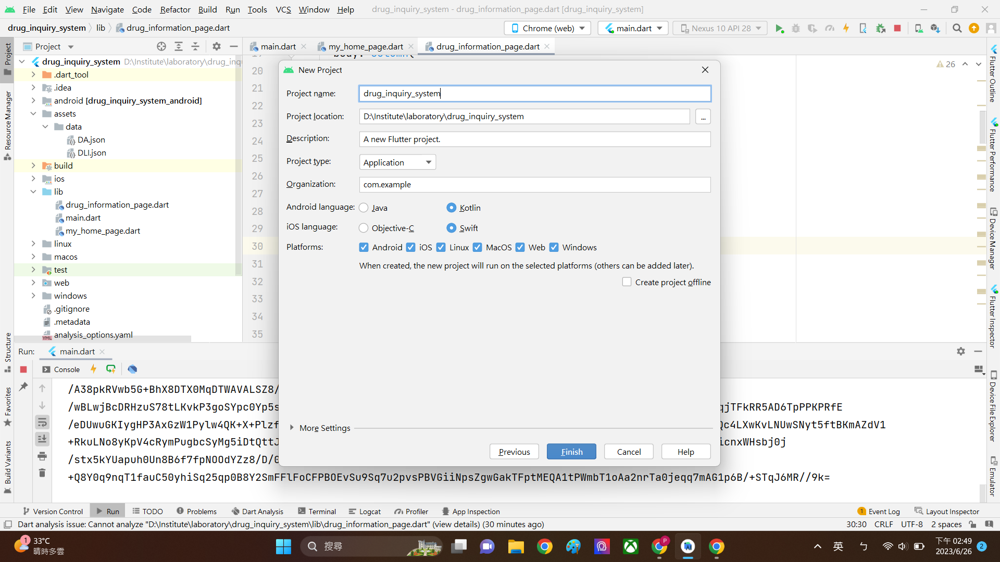 File Edit View Navigate Code Refactor Build Run Tools VCS Window Help drug_inquiry_system - drug_information_page.dart [drug_inquiry_system]
drug_inquiry_system lib drug_information_page.dart Chrome (web) main.dart Nexus 10 API 28
Project main.dart my_home_page.dart drug_information_page.dart
drug_inquiry_system D:\Institute\laboratory\drug_inqu
.dart_tool
.idea
android [drug_inquiry_system_android]
assets
data
DA.json
DLI.json
build
ios
lib
drug_information_page.dart
main.dart
my_home_page.dart
linux
macos
test
web
windows
.gitignore
.metadata
analysis_options.yaml
Project
Resource Manager
Structure
Favorites
Build Variants
20
21
22
23
24
25
26
27
28
29
30
31
32
33
34
35
26
New Project
Project name: drug_inquiry_system
Project location: D:\Institute\laboratory\drug_inquiry_system ...
Description: A new Flutter project.
Project type: Application
Organization: com.example
Android language: Java Kotlin
iOS language: Objective-C Swift
Platforms: Android iOS Linux MacOS Web Windows
When created, the new project will run on the selected platforms (others can be added later).
Create project offline
More Settings
Previous Finish Cancel Help
Flutter Outline
Flutter Performance
Device Manager
Flutter Inspector
Device File Explorer
Emulator
Run: main.dart
Console
/A38pkRVwb5G+BhX8DTX0MqDTWAVALSZ8/
/wBLwjBcDRHzuS78tLKvkP3goSYpc0Yp5s qjTFkRR5AD6TpPPKPRfE
/eDUwuGKIygHP3AxGzW1Pylw4QK+X+Plzf Qc4LXwKvLNUwSNyt5ftBKmAZdV1
+RkuLNo8yKpV4cRymPugbcSyMg5iDtQttJ icnxWHsbj0j
/stx5kYUapuh0Un8B6f7fpNOOdYZz8/D/0
+Q8Y0q9nqT1fauC50yhiSq25qp0B8Y2SmFFlFoCFPBOEvSu9Sq7u2pvsPBVGiiNpsZgwGakTFptMEQA1tPWmbT1oAa2nrTa0jeqq7mAG1p6B/+STqJ6MR//9k=
Version Control Run TODO Problems Dart Analysis Terminal Logcat Profiler App Inspection 1 Event Log Layout Inspector
Dart analysis issue: Cannot analyze "D:\Institute\laboratory\drug_inquiry_system\lib\drug_information_page.dart" (view details) (30 minutes ago) 30:30 CRLF UTF-8 2 spaces
1 33°C
晴時多雲
搜尋
P
英 ㄅ
下午 02:49
2023/6/26
2